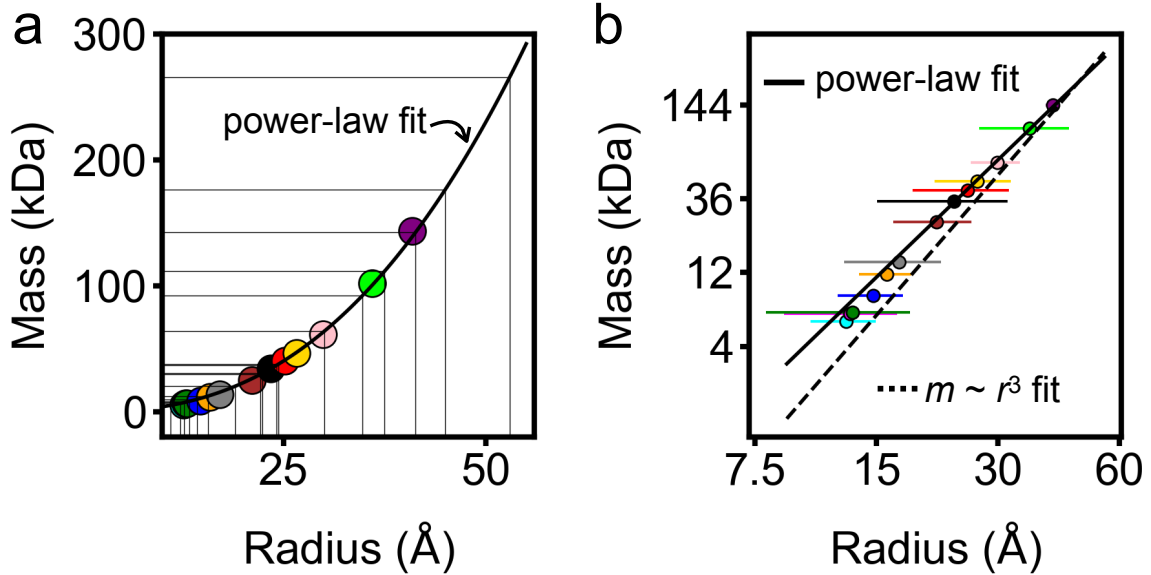 a
300
200
100
0
Mass (kDa)
power-law fit
25
50
Radius (Å)
b
144
36
12
4
Mass (kDa)
power-law fit
m ~ r³ fit
7.5
15
30
60
Radius (Å)